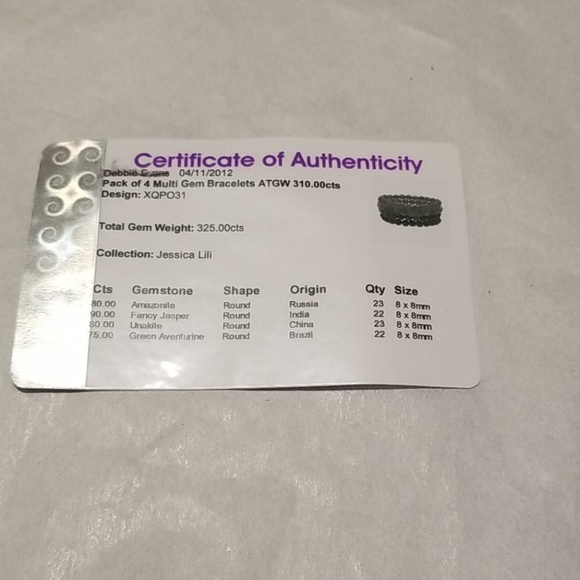 Certificate of Authenticity
Debbie Evans 04/11/2012
Pack of 4 Multi Gem Bracelets ATGW 310.00cts
Design: XQPO31
Total Gem Weight: 325.00cts
Collection: Jessica Lili
Cts Gemstone Shape Origin Qty Size
80.00 Amazonite Round Russia 23 8 x 8mm
90.00 Fancy Jasper Round India 22 8 x 8mm
80.00 Unakite Round China 23 8 x 8mm
75.00 Green Aventurine Round Brazil 22 8 x 8mm